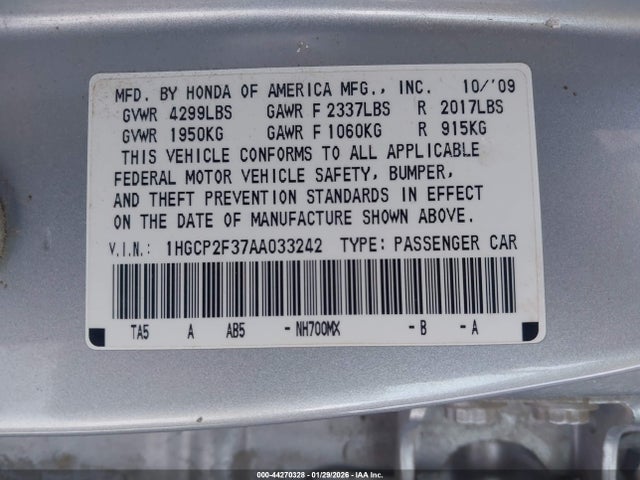 MFD. BY HONDA OF AMERICA MFG., INC. 10/'09
GVWR 4299LBS GAWR F 2337LBS R 2017LBS
GVWR 1950KG GAWR F 1060KG R 915KG
THIS VEHICLE CONFORMS TO ALL APPLICABLE
FEDERAL MOTOR VEHICLE SAFETY, BUMPER,
AND THEFT PREVENTION STANDARDS IN EFFECT
ON THE DATE OF MANUFACTURE SHOWN ABOVE.
V.I.N.: 1HGCP2F37AA033242 TYPE: PASSENGER CAR
TA5 A AB5 -NH700MX -B -A
000-44270328 - 01/29/2026 - IAA Inc.